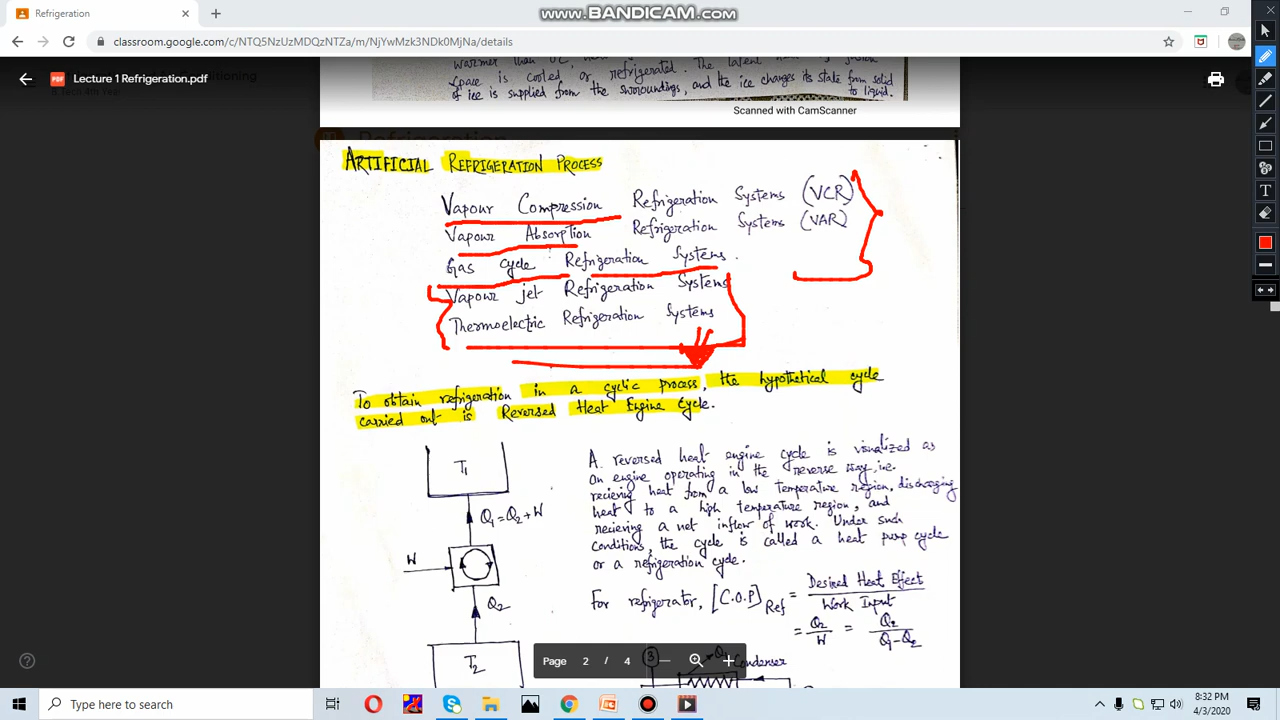 Refrigeration
www.BANDICAM.com
classroom.google.com/c/NTQ5NzUzMDQzNTZa/m/NjYwMzk3NDk0MjNa/details
Lecture 1 Refrigeration.pdf
space is cooled or refrigerated. The latent heat of fusion
of ice is supplied from the surroundings, and the ice changes its state from solid
to liquid.
Scanned with CamScanner
ARTIFICIAL REFRIGERATION PROCESS
Vapour Compression Refrigeration Systems (VCR)
Vapour Absorption Refrigeration Systems (VAR)
Gas cycle Refrigeration Systems.
Vapour jet Refrigeration Systems
Thermoelectric Refrigeration Systems
To obtain refrigeration in a cyclic process, the hypothetical cycle
carried out is Reversed Heat Engine Cycle.
T1
Q1=Q2+W
W
Q2
T2
A reversed heat engine cycle is visualized as
an engine operating in the reverse way, i.e.
recieving heat from a low temperature region, discharging
heat to a high temperature region, and
recieving a net inflow of work. Under such
conditions, the cycle is called a heat pump cycle
or a refrigeration cycle.
For refrigerator, [C.O.P]Ref = Desired Heat Effect / Work Input
= Q2/W = Q2/Q1-Q2
3
Condenser
Page 2 / 4
Type here to search
8:32 PM
4/3/2020